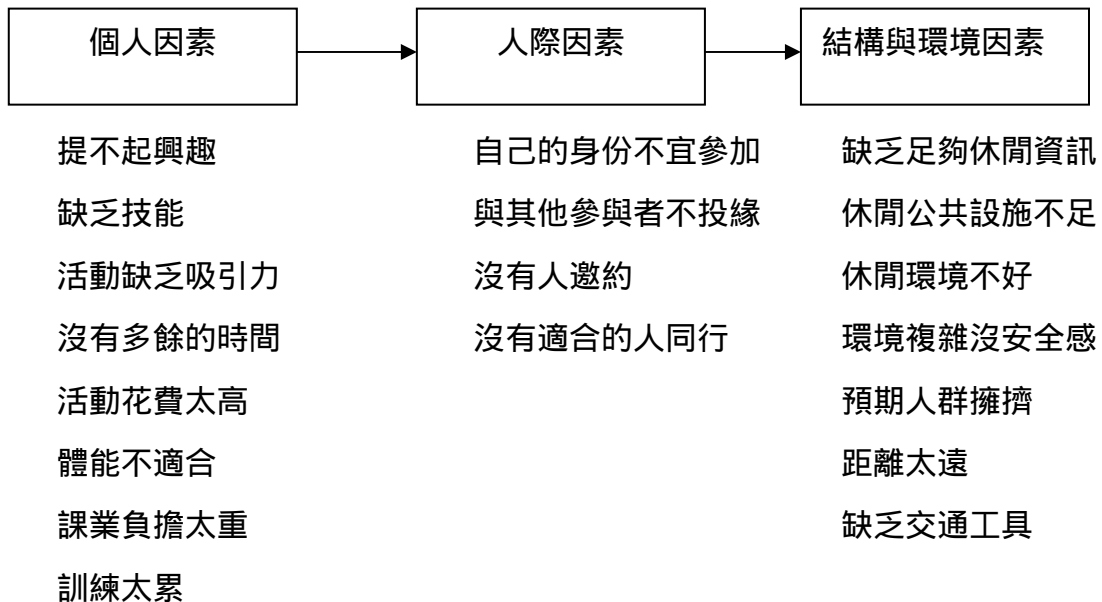 個人因素
人際因素
結構與環境因素
提不起興趣
缺乏技能
活動缺乏吸引力
沒有多餘的時間
活動花費太高
體能不適合
課業負擔太重
訓練太累
自己的身份不宜參加
與其他參與者不投緣
沒有人邀約
沒有適合的人同行
缺乏足夠休閒資訊
休閒公共設施不足
休閒環境不好
環境複雜沒安全感
預期人群擁擠
距離太遠
缺乏交通工具